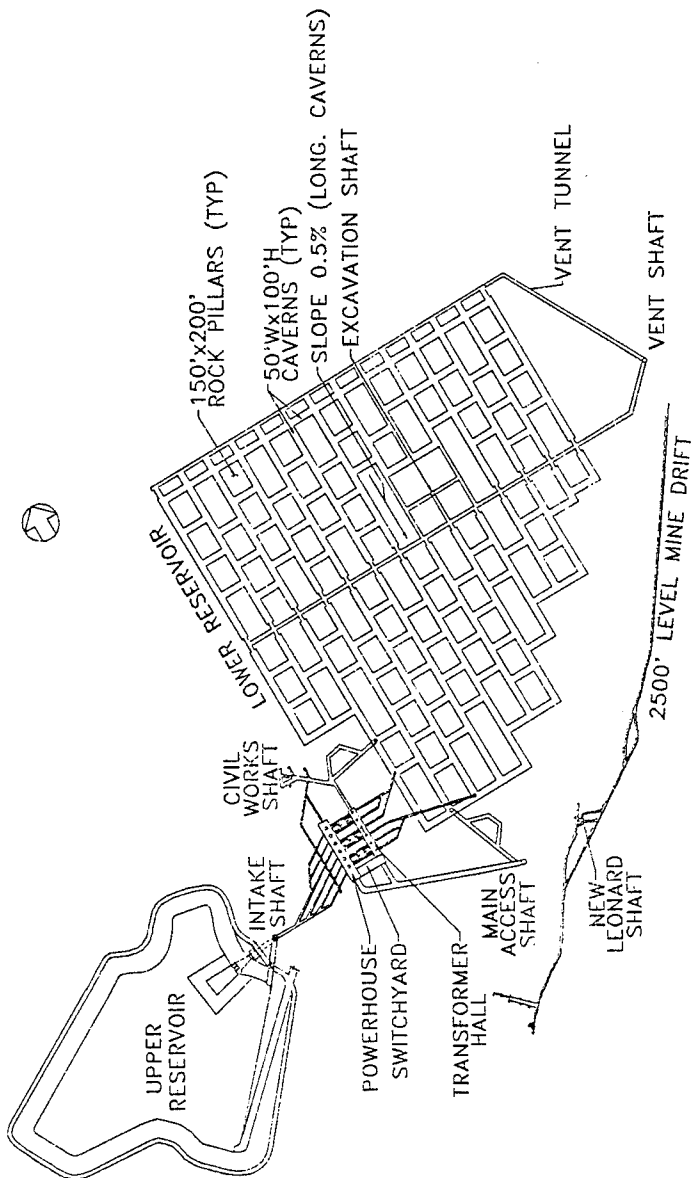 150'x200'
ROCK PILLARS (TYP)
50'Wx100'H
CAVERNS (TYP)
SLOPE 0.5% (LONG. CAVERNS)
EXCAVATION SHAFT
VENT TUNNEL
VENT SHAFT
LOWER RESERVOIR
2500' LEVEL MINE DRIFT
CIVIL
WORKS
SHAFT
INTAKE
SHAFT
UPPER
RESERVOIR
POWERHOUSE
SWITCHYARD
TRANSFORMER
HALL
MAIN
ACCESS
SHAFT
NEW
LEONARD
SHAFT